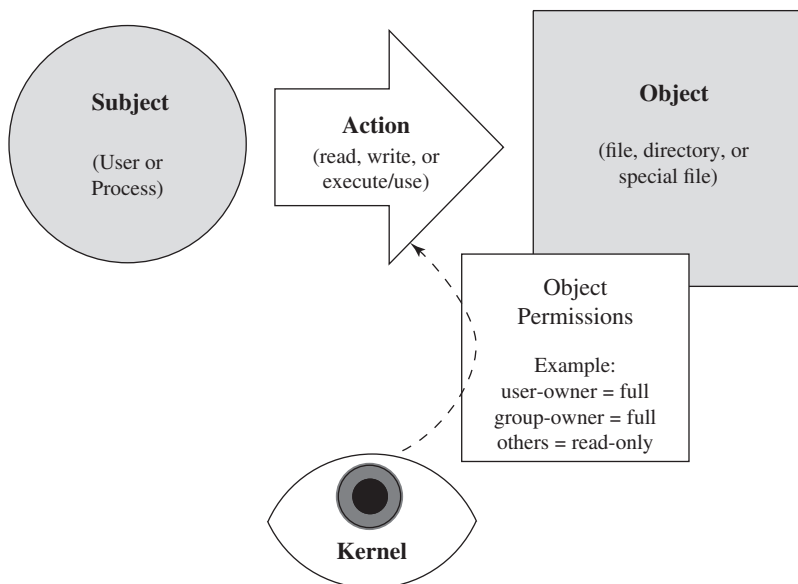 Subject
(User or
Process)
Action
(read, write, or
execute/use)
Object
(file, directory, or
special file)
Object
Permissions
Example:
user-owner = full
group-owner = full
others = read-only
Kernel